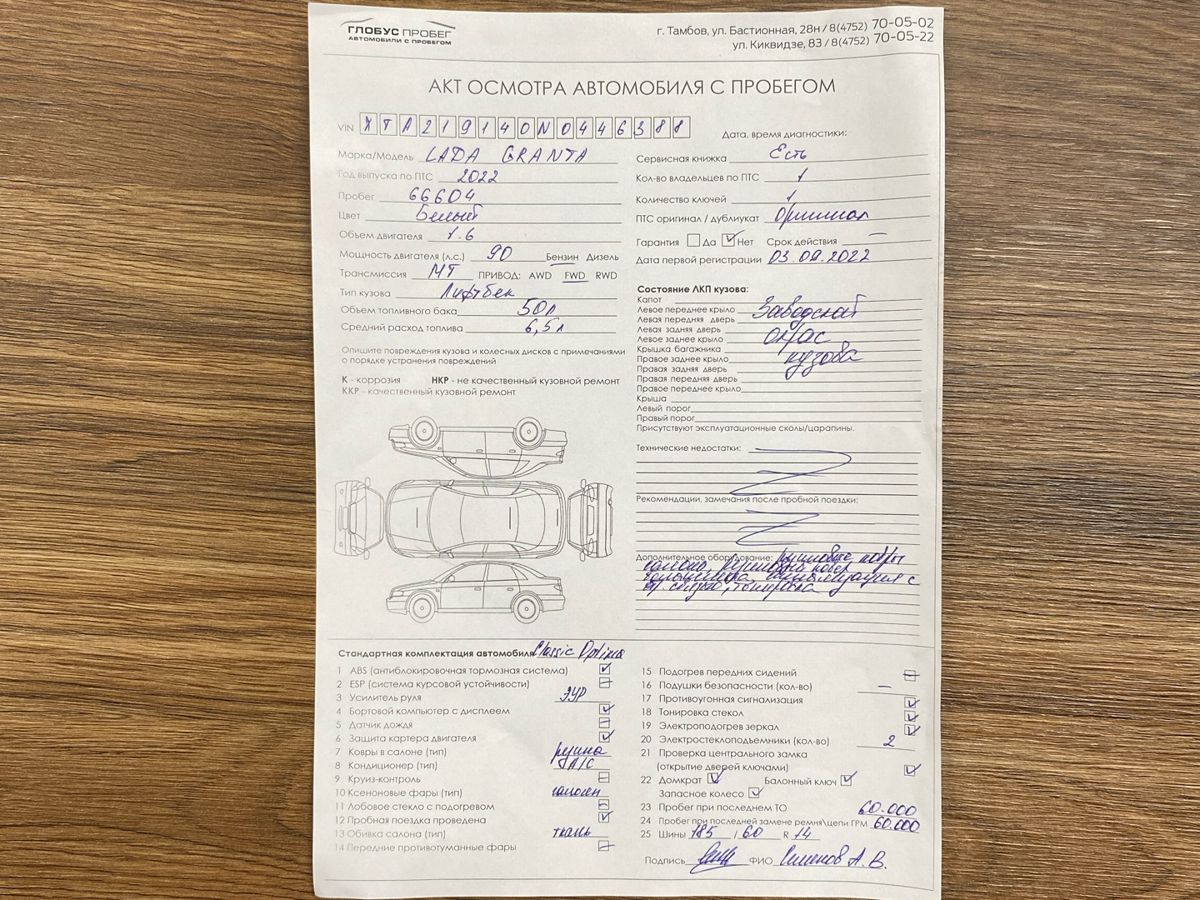 ГЛОБУС ПРОБЕГ
АВТОМОБИЛИ С ПРОБЕГОМ
г. Тамбов, ул. Бастионная, 28н / 8(4752) 70-05-02
ул. Киквидзе, 83 / 8(4752) 70-05-22
АКТ ОСМОТРА АВТОМОБИЛЯ С ПРОБЕГОМ
VIN XTA219140N0446388
Дата, время диагностики:
Марка/Модель LADA GRANTA
Год выпуска по ПТС 2022
Пробег 66604
Цвет Белый
Объем двигателя 1.6
Мощность двигателя (л.с.) 90 Бензин Дизель
Трансмиссия МТ ПРИВОД: AWD FWD RWD
Тип кузова Лифтбек
Объем топливного бака 50л
Средний расход топлива 6,5л
Опишите повреждения кузова и колесных дисков с примечаниями
о порядке устранения повреждений
К - коррозия НКР - не качественный кузовной ремонт
ККР - качественный кузовной ремонт
Сервисная книжка Есть
Кол-во владельцев по ПТС 1
Количество ключей 1
ПТС оригинал / дубликат Оригинал
Гарантия Да Нет Срок действия —
Дата первой регистрации 03.09.2022
Состояние ЛКП кузова:
Капот
Левое переднее крыло Заводской
Левая передняя дверь
Левая задняя дверь
Левое заднее крыло окрас
Крышка багажника
Правое заднее крыло кузова
Правая задняя дверь
Правая передняя дверь
Правое переднее крыло
Крыша
Левый порог
Правый порог
Присутствуют эксплуатационные сколы/царапины.
Технические недостатки:
Рекомендации, замечания после пробной поездки:
Дополнительное оборудование: резиновые ковры
салона, резиновый ковер
багажника, сигнализация с
, тонировка
Стандартная комплектация автомобиля Classic Optima
1 ABS (антиблокировочная тормозная система)
2 ESP (система курсовой устойчивости)
3 Усилитель руля ЭУР
4 Бортовой компьютер с дисплеем
5 Датчик дождя
6 Защита картера двигателя
7 Ковры в салоне (тип) резина
8 Кондиционер (тип) A/C
9 Круиз-контроль
10 Ксеноновые фары (тип) галоген
11 Лобовое стекло с подогревом
12 Пробная поездка проведена
13 Обивка салона (тип) ткань
14 Передние противотуманные фары
15 Подогрев передних сидений
16 Подушки безопасности (кол-во) —
17 Противоугонная сигнализация
18 Тонировка стекол
19 Электроподогрев зеркал
20 Электростеклоподъемники (кол-во) 2
21 Проверка центрального замка
(открытие дверей ключами)
22 Домкрат Балонный ключ
Запасное колесо
23 Пробег при последнем ТО 60.000
24 Пробег при последней замене ремня\цепи ГРМ 60.000
25 Шины 185 / 60 R 14
Подпись ФИО А.В.